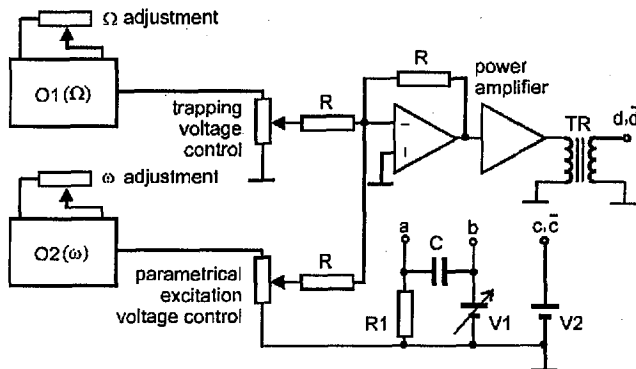 Ω adjustment
O1(Ω)
trapping
voltage
control
R
R
power
amplifier
TR
d,d̄
ω adjustment
O2(ω)
parametrical
excitation
voltage control
R
a
C
b
c,c̄
R1
V1
V2